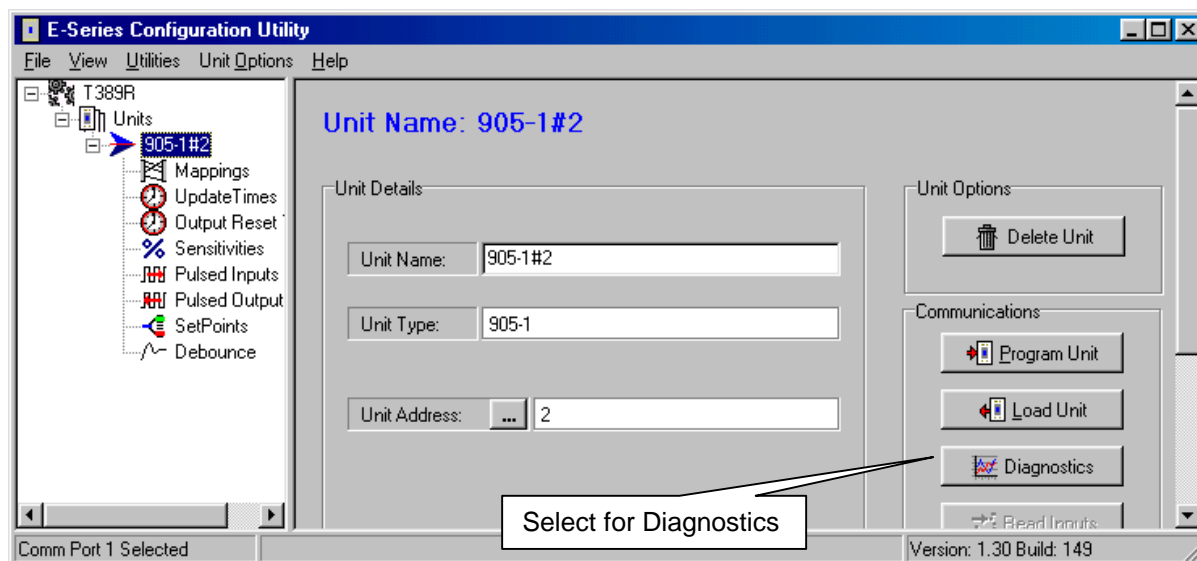 E-Series Configuration Utility
File View Utilities Unit Options Help
T389R
Units
905-1#2
Mappings
UpdateTimes
Output Reset
Sensitivities
Pulsed Inputs
Pulsed Output
SetPoints
Debounce
Unit Name: 905-1#2
Unit Details
Unit Name: 905-1#2
Unit Type: 905-1
Unit Address: ... 2
Unit Options
Delete Unit
Communications
Program Unit
Load Unit
Diagnostics
Read Inputs
Select for Diagnostics
Comm Port 1 Selected
Version: 1.30 Build: 149